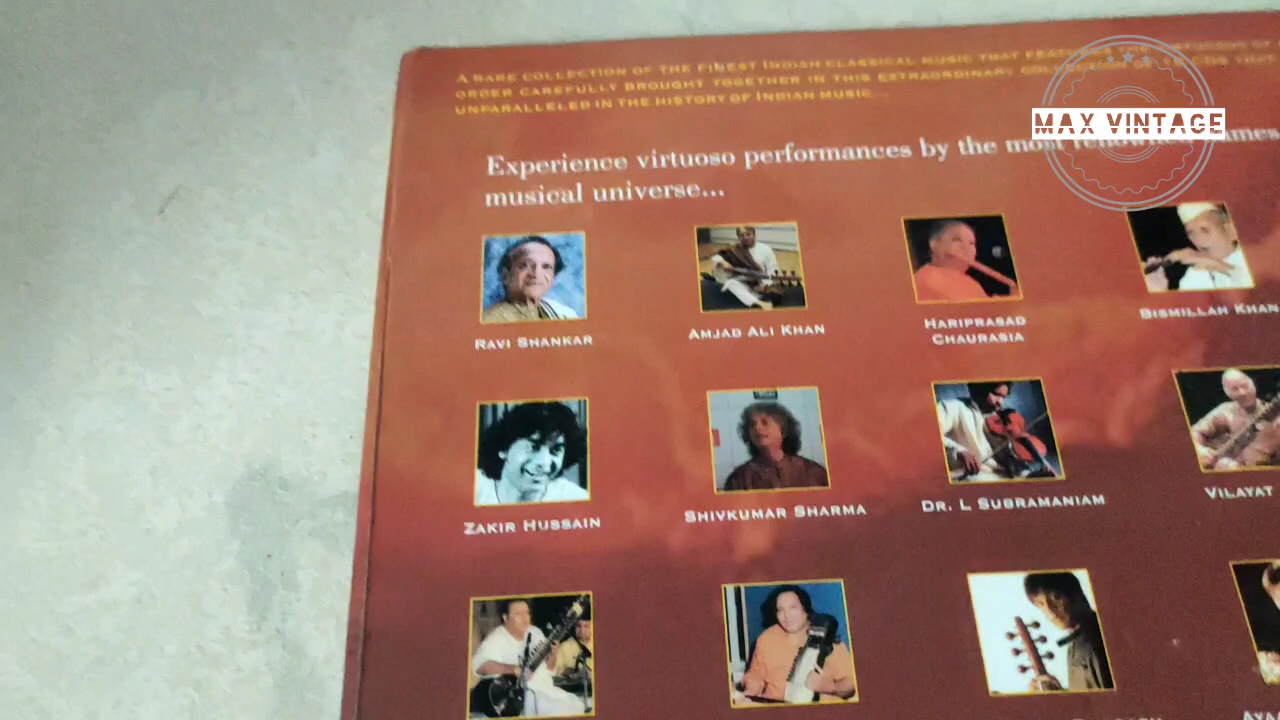 A RARE COLLECTION OF THE FINEST INDIAN CLASSICAL MUSIC THAT FEATURES THE
ORDER CAREFULLY BROUGHT TOGETHER IN THIS EXTRAORDINARY
UNPARALLELED IN THE HISTORY OF INDIAN MUSIC...
MAX VINTAGE
Experience virtuoso performances by the most renowned
musical universe...
RAVI SHANKAR
AMJAD ALI KHAN
HARIPRASAD
CHAURASIA
BISMILLAH KHAN
ZAKIR HUSSAIN
SHIVKUMAR SHARMA
DR. L SUBRAMANIAM
VILAYAT